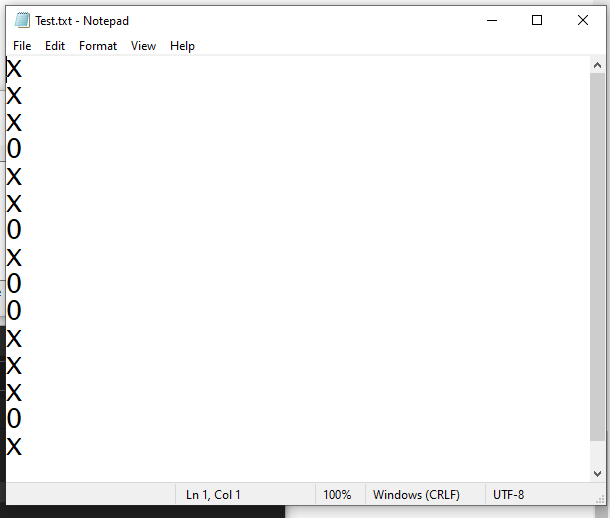 Test.txt - Notepad
File Edit Format View Help
X
X
X
0
X
X
0
X
0
0
X
X
X
0
X
Ln 1, Col 1 100% Windows (CRLF) UTF-8